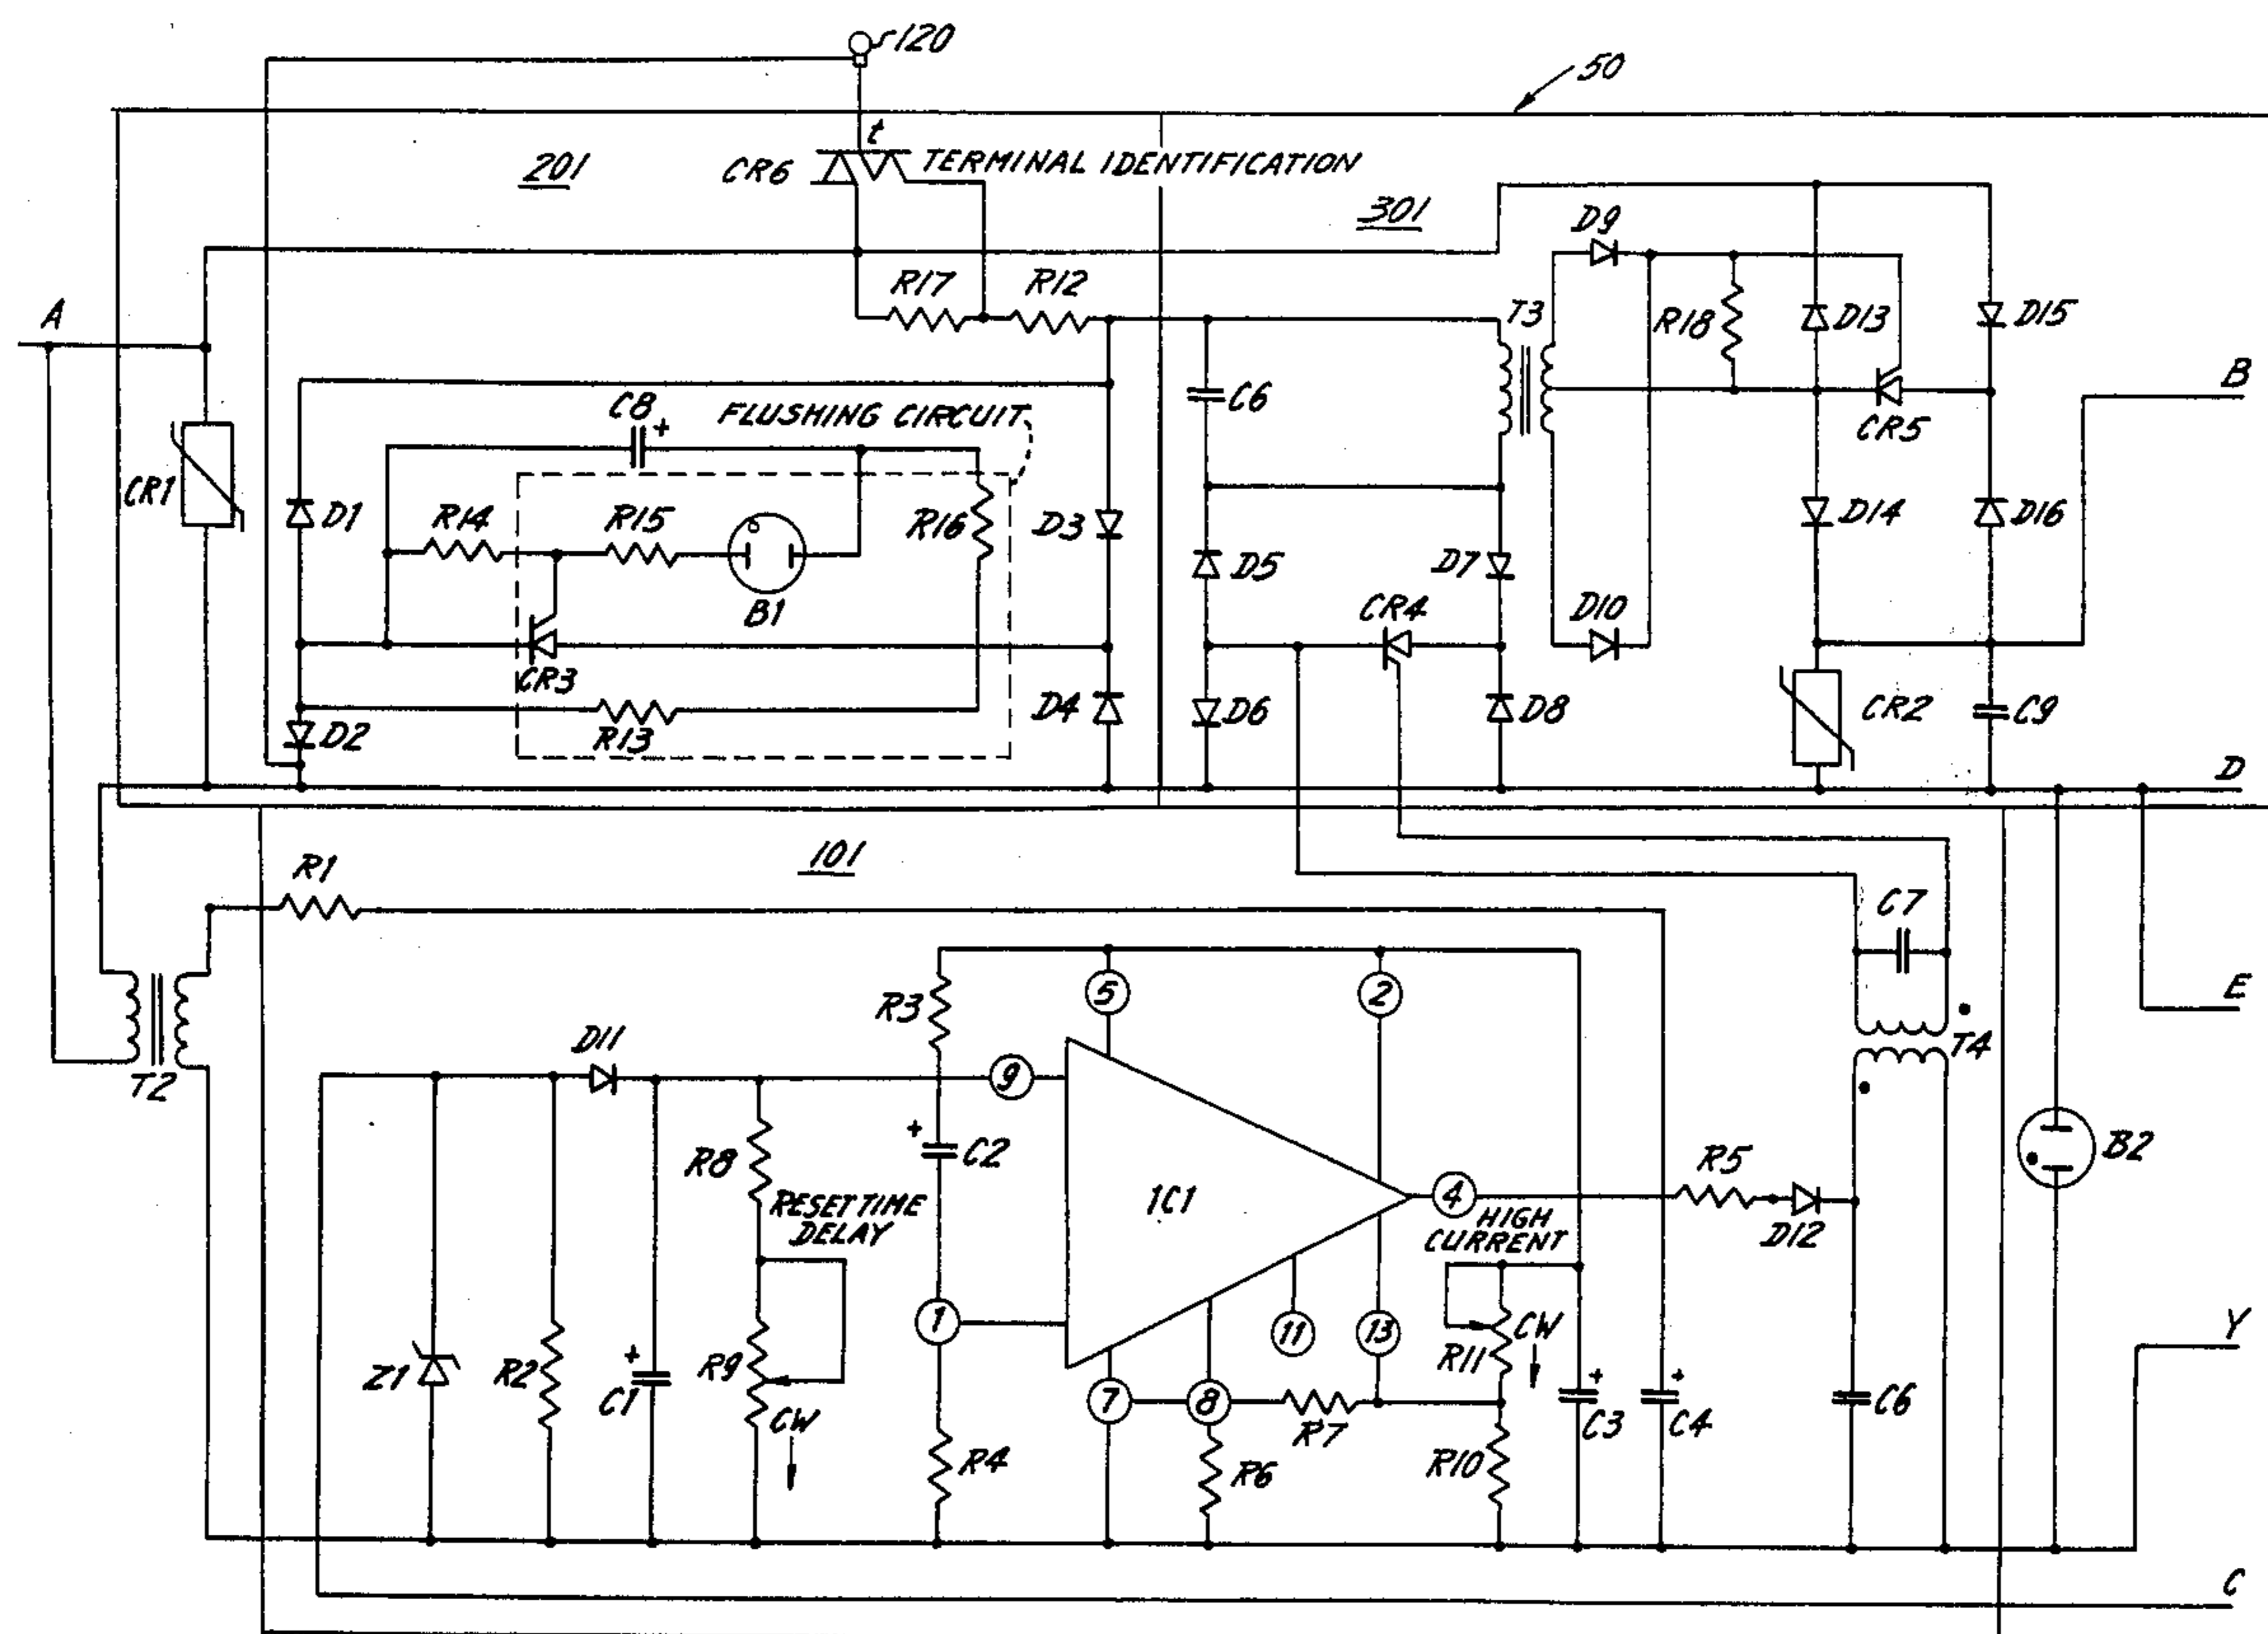 120
50
201
t
CR6
TERMINAL IDENTIFICATION
301
D9
A
R17
R12
T3
R18
D13
D15
B
C8
+
FLUSHING CIRCUIT
C6
CR5
CR1
D1
R14
R15
R16
D3
D14
D16
B1
D5
D7
CR4
D10
CR3
D2
R13
D4
D6
D8
CR2
C9
D
101
R1
C7
E
R3
5
2
T4
T2
D11
9
+
C2
R8
RESET TIME
DELAY
1C1
4
HIGH
CURRENT
R5
D12
B2
Y
1
11
13
R11
CW
Z1
R2
+
C1
R9
CW
7
8
R7
+
C3
+
C4
C6
R4
R6
R10
C